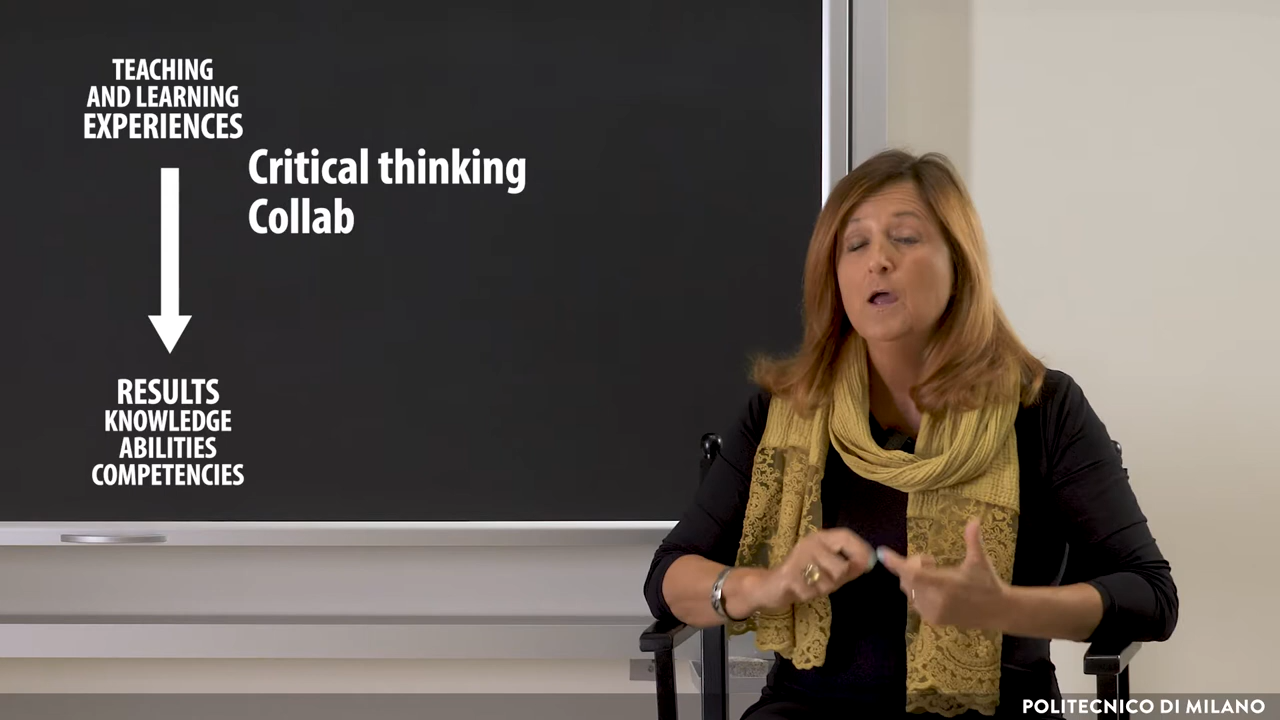 TEACHING
AND LEARNING
EXPERIENCES
Critical thinking
Collab
RESULTS
KNOWLEDGE
ABILITIES
COMPETENCIES
POLITECNICO DI MILANO